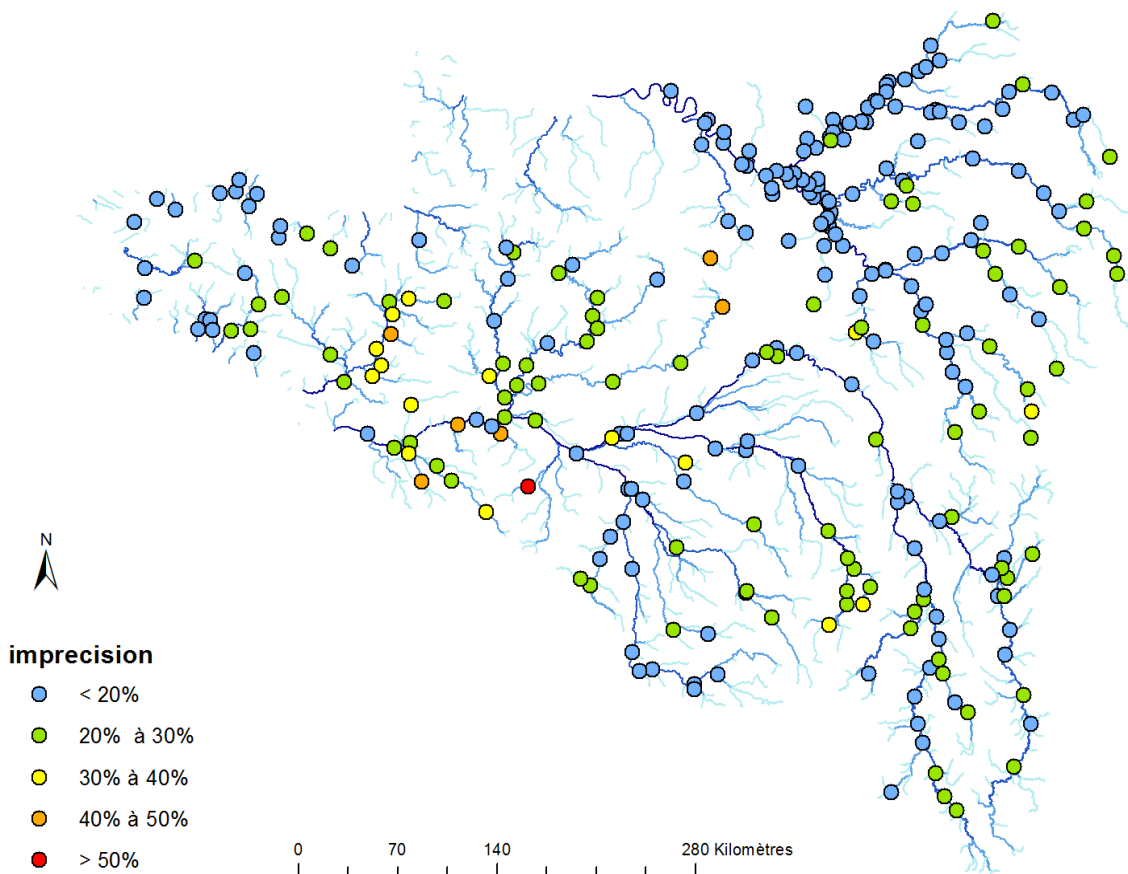 N
imprecision
< 20%
20% à 30%
30% à 40%
40% à 50%
> 50%
0 70 140 280 Kilomètres